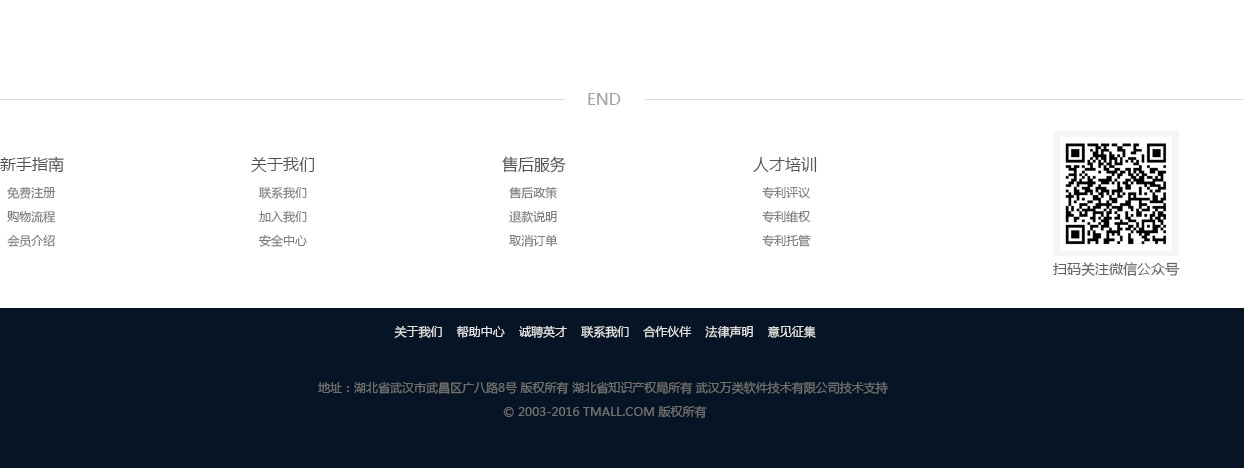 END
新手指南
免费注册
购物流程
会员介绍
关于我们
联系我们
加入我们
安全中心
售后服务
售后政策
退款说明
取消订单
人才培训
专利评议
专利维权
专利托管
扫码关注微信公众号
关于我们 帮助中心 诚聘英才 联系我们 合作伙伴 法律声明 意见征集
地址：湖北省武汉市武昌区广八路8号 版权所有 湖北省知识产权局所有 武汉万类软件技术有限公司技术支持
© 2003-2016 TMALL.COM 版权所有